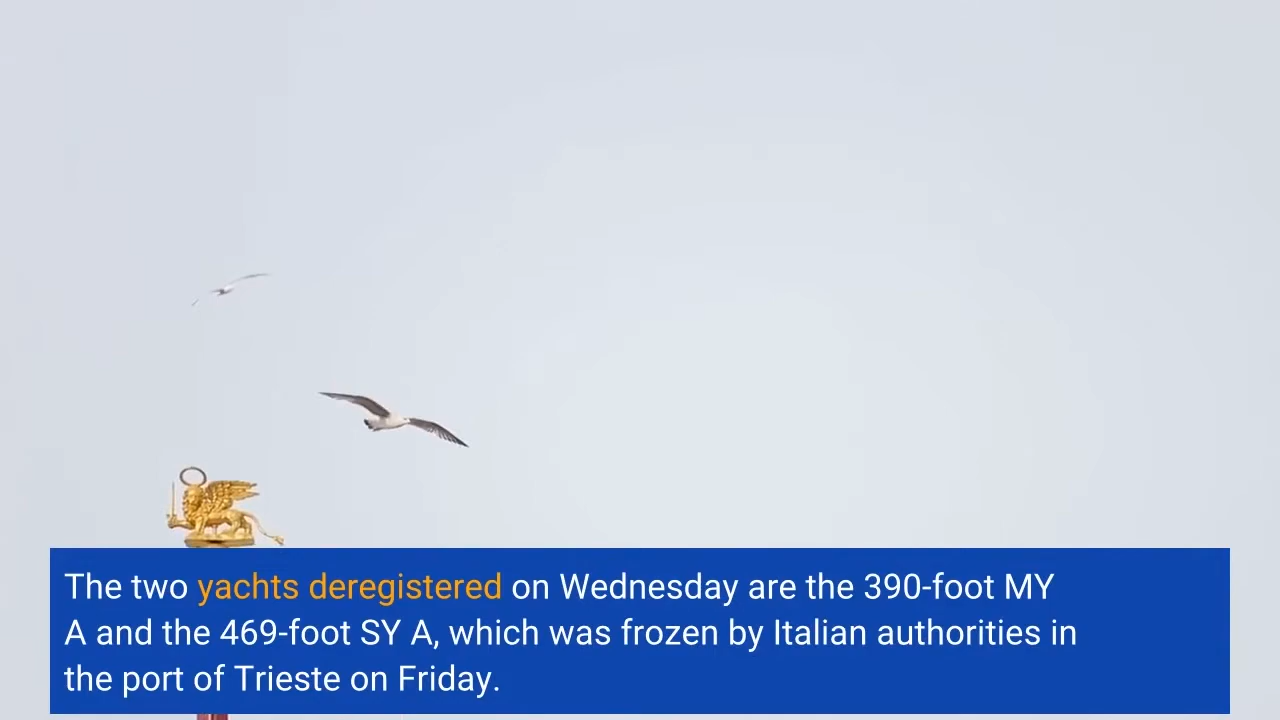 The two yachts deregistered on Wednesday are the 390-foot MY
A and the 469-foot SY A, which was frozen by Italian authorities in
the port of Trieste on Friday.